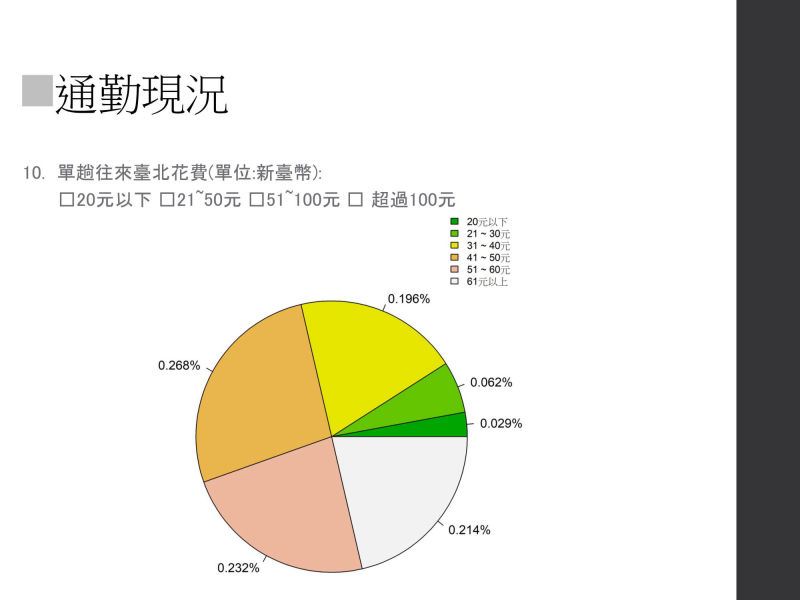 通勤現況
10. 單趟往來臺北花費(單位:新臺幣):
□20元以下 □21~50元 □51~100元 □ 超過100元
20元以下
21 ~ 30元
31 ~ 40元
41 ~ 50元
51 ~ 60元
61元以上
0.196%
0.268%
0.062%
0.029%
0.214%
0.232%